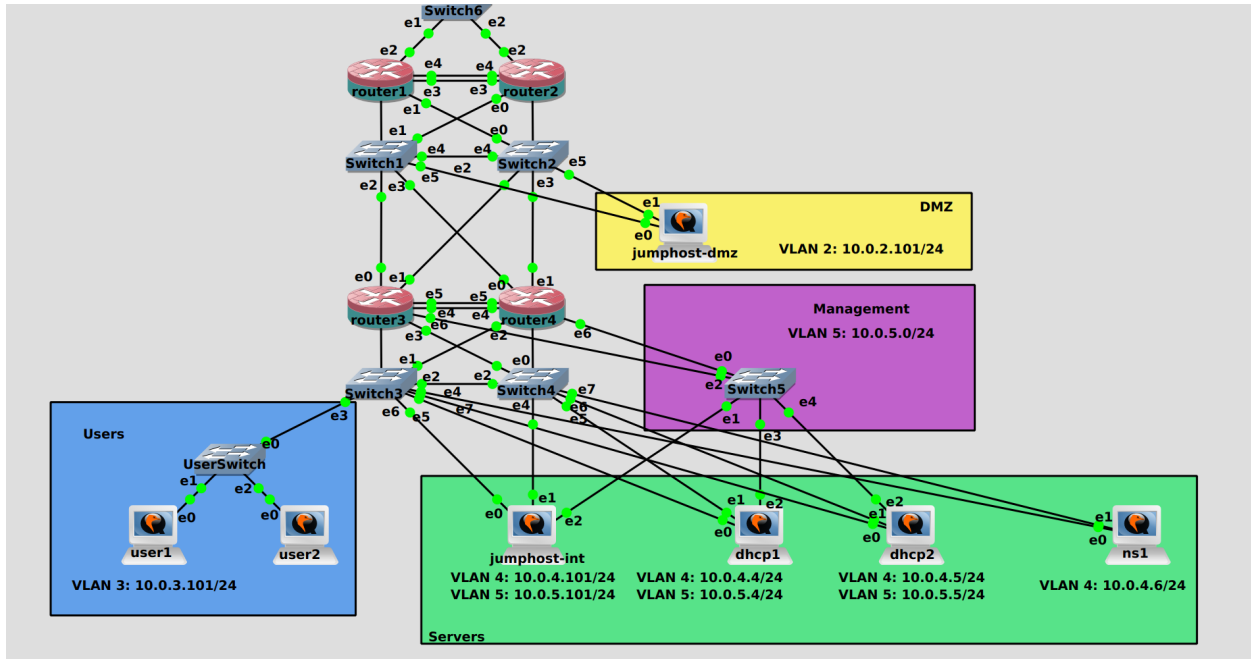 Switch6
e1
e2
e2
e2
e4
e4
router1
e3
e3
router2
e1
e0
e1
e0
Switch1
e4
e4
Switch2
e5
e2
e5
e2
e3
e3
e1
e0
jumphost-dmz
DMZ
VLAN 2: 10.0.2.101/24
e0
e1
e0
e1
router3
e5
e5
e4
e4
router4
e6
e6
e3
e2
Management
VLAN 5: 10.0.5.0/24
e1
e0
e0
e2
Switch5
e4
e1
e3
Switch3
e2
e2
Switch4
e7
e4
e7
e4
e6
e5
e6
e5
e3
Users
e0
UserSwitch
e1
e2
e0
e0
user1
user2
VLAN 3: 10.0.3.101/24
e0
e1
e2
jumphost-int
VLAN 4: 10.0.4.101/24
VLAN 5: 10.0.5.101/24
e1
e2
e0
dhcp1
VLAN 4: 10.0.4.4/24
VLAN 5: 10.0.5.4/24
e2
e1
e0
dhcp2
VLAN 4: 10.0.4.5/24
VLAN 5: 10.0.5.5/24
e1
e0
ns1
VLAN 4: 10.0.4.6/24
Servers